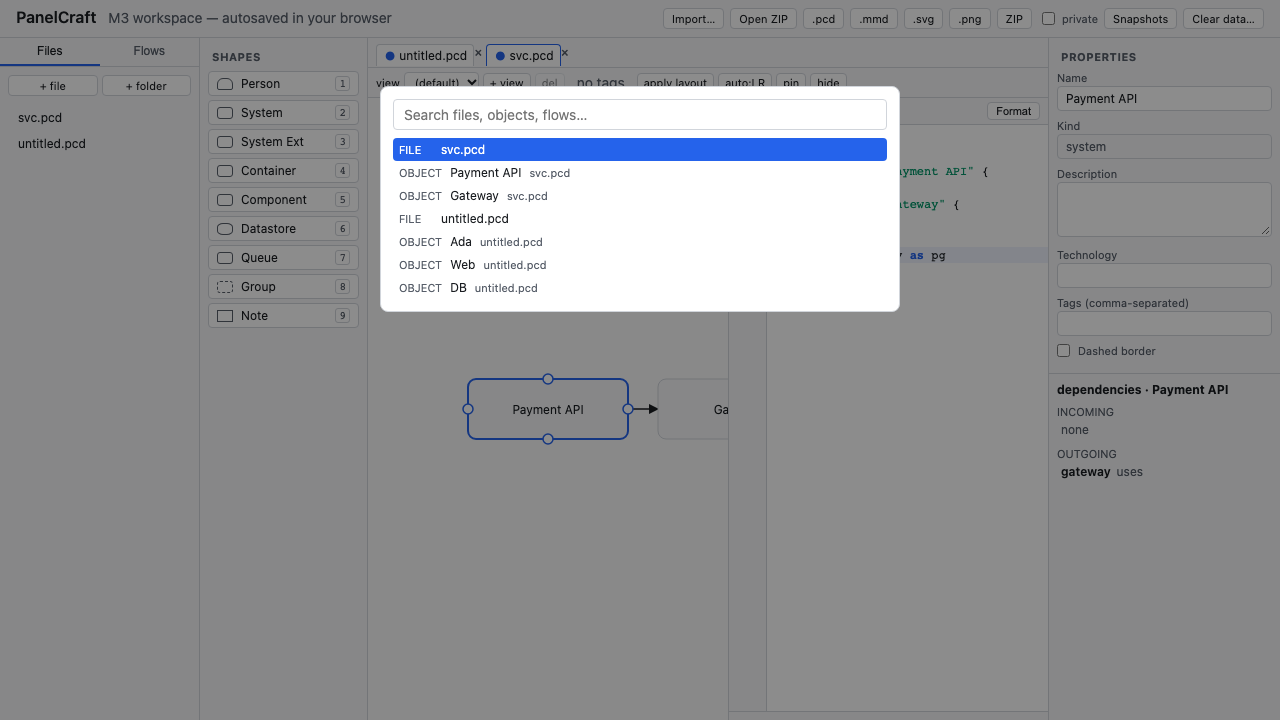 PanelCraft M3 workspace — autosaved in your browser Import... Open ZIP .pcd .mmd .svg .png ZIP private Snapshots Clear data...
Files Flows
+ file + folder
svc.pcd
untitled.pcd
SHAPES
Person 1
System 2
System Ext 3
Container 4
Component 5
Datastore 6
Queue 7
Group 8
Note 9
untitled.pcd × svc.pcd ×
view (default) + view del no tags apply layout auto:LR pin hide
Format
Search files, objects, flows...
FILE svc.pcd
OBJECT Payment API svc.pcd
OBJECT Gateway svc.pcd
FILE untitled.pcd
OBJECT Ada untitled.pcd
OBJECT Web untitled.pcd
OBJECT DB untitled.pcd
ayment API" {
ateway" {
as pg
Payment API
Ga
PROPERTIES
Name
Payment API
Kind
system
Description
Technology
Tags (comma-separated)
Dashed border
dependencies · Payment API
INCOMING
none
OUTGOING
gateway uses